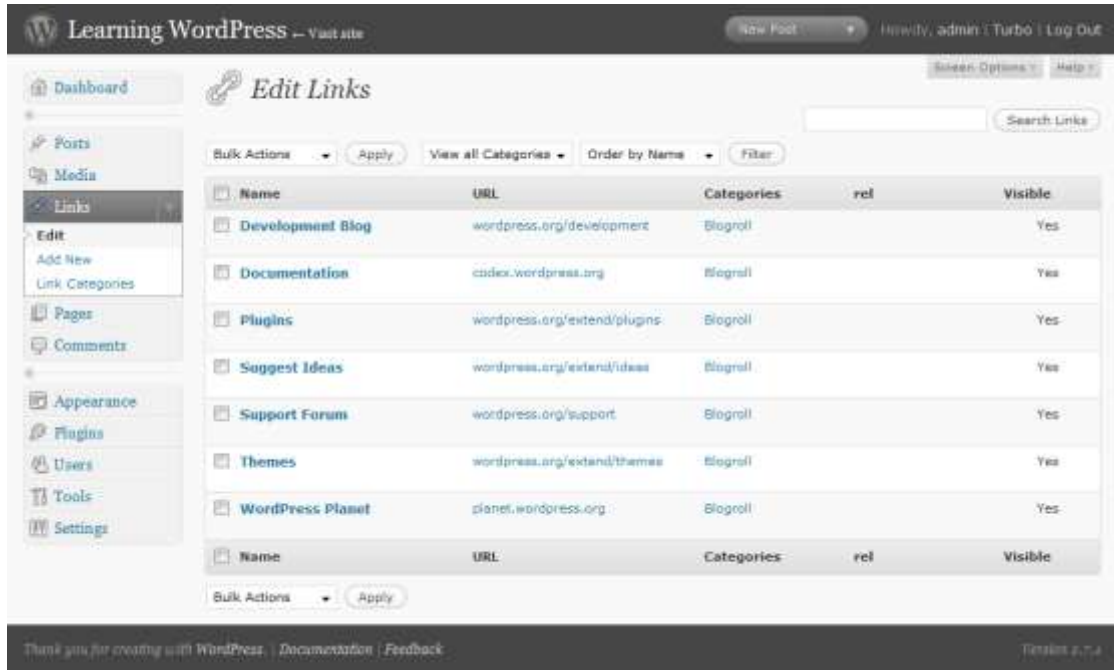 Learning WordPress ← Visit site
New Post
Howdy, admin | Turbo | Log Out
Screen Options Help
Dashboard
Edit Links
Search Links
Posts
Media
Links
Edit
Add New
Link Categories
Pages
Comments
Appearance
Plugins
Users
Tools
Settings
Bulk Actions Apply View all Categories Order by Name Filter
Name URL Categories rel Visible
Development Blog wordpress.org/development Blogroll Yes
Documentation codex.wordpress.org Blogroll Yes
Plugins wordpress.org/extend/plugins Blogroll Yes
Suggest Ideas wordpress.org/extend/ideas Blogroll Yes
Support Forum wordpress.org/support Blogroll Yes
Themes wordpress.org/extend/themes Blogroll Yes
WordPress Planet planet.wordpress.org Blogroll Yes
Name URL Categories rel Visible
Bulk Actions Apply
Thank you for creating with WordPress. | Documentation | Feedback
Version